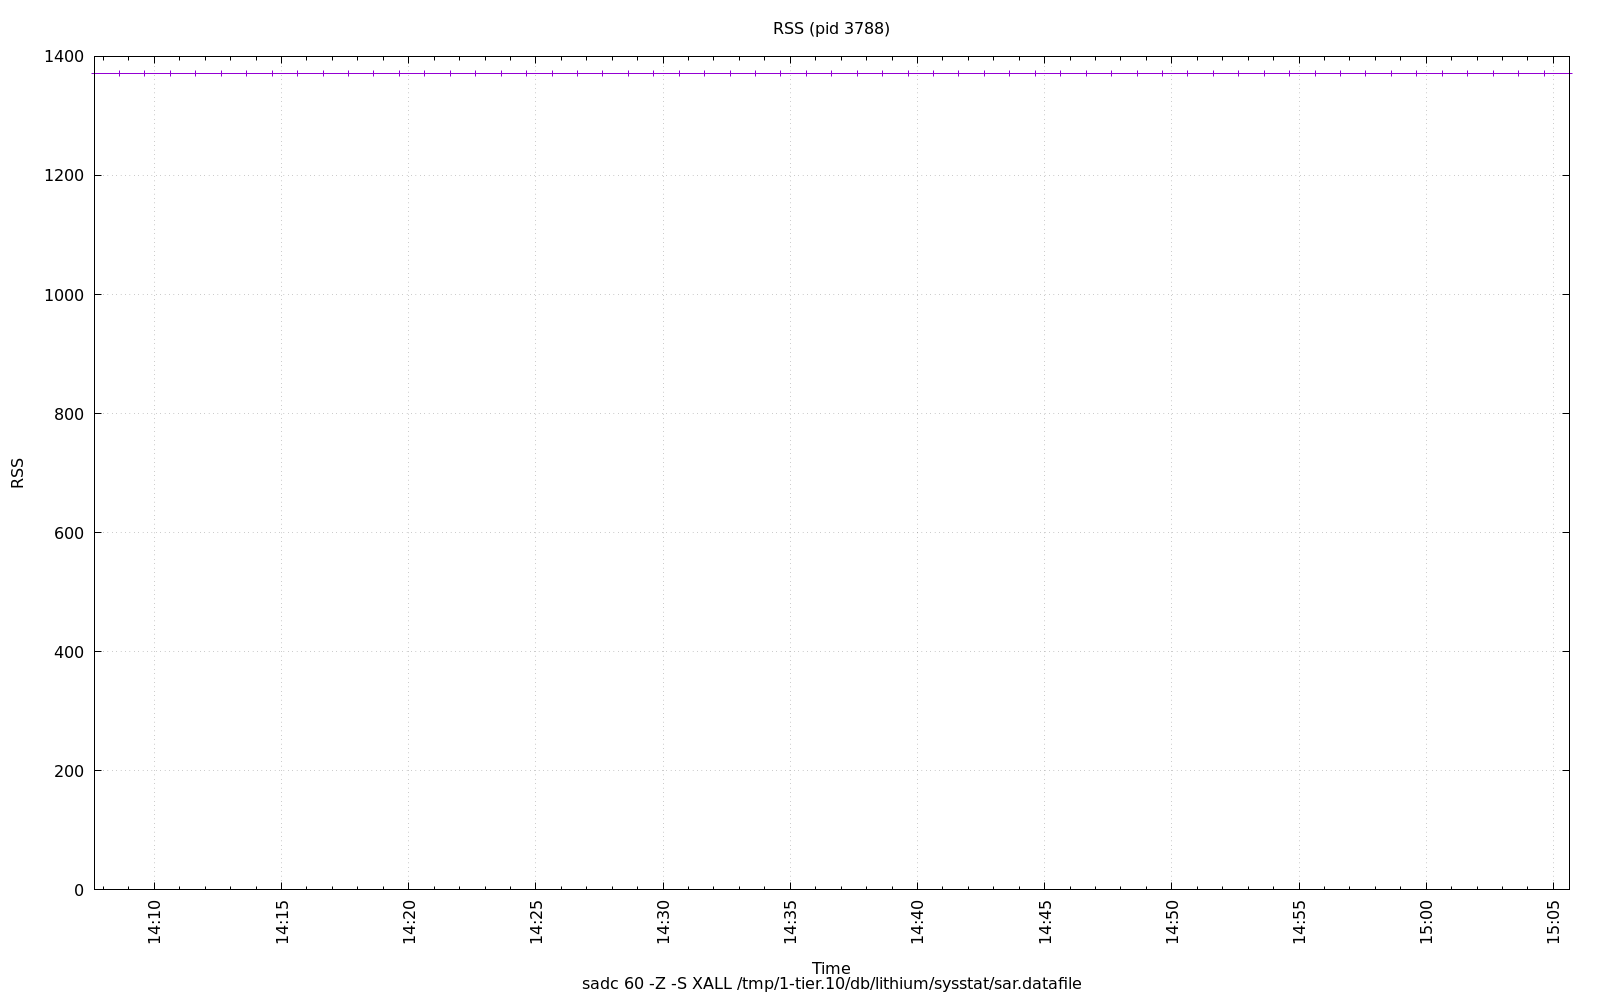 RSS (pid 3788)
1400
1200
1000
800
600
400
200
0
RSS
14:10 14:15 14:20 14:25 14:30 14:35 14:40 14:45 14:50 14:55 15:00 15:05
Time
sadc 60 -Z -S XALL /tmp/1-tier.10/db/lithium/sysstat/sar.datafile